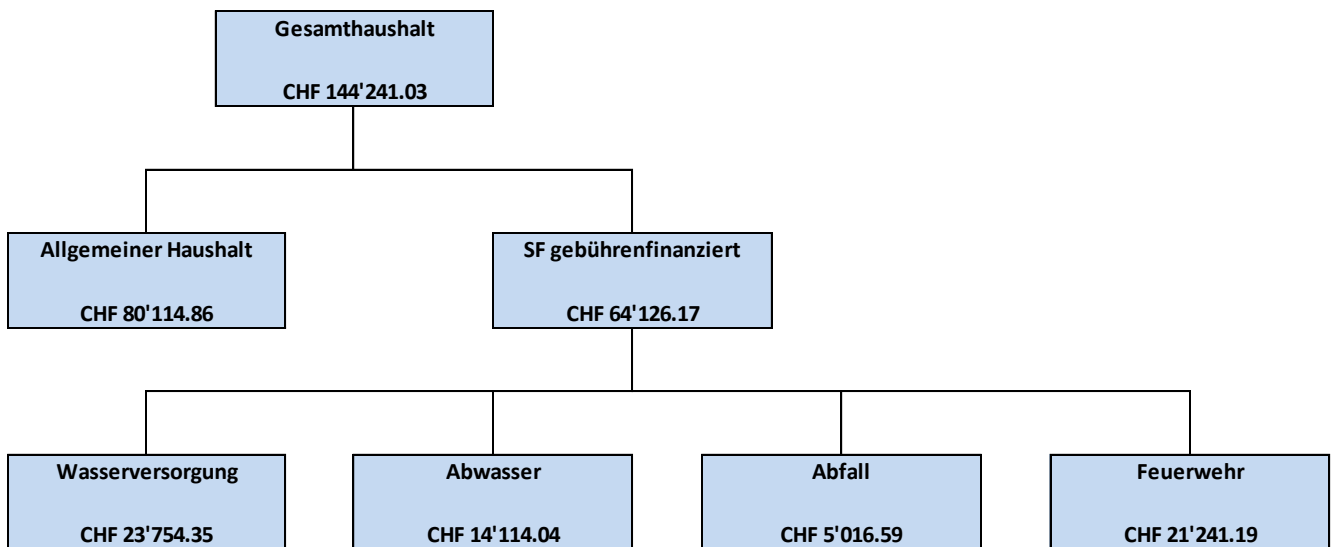 Gesamthaushalt
CHF 144'241.03
Allgemeiner Haushalt
CHF 80'114.86
SF gebührenfinanziert
CHF 64'126.17
Wasserversorgung
CHF 23'754.35
Abwasser
CHF 14'114.04
Abfall
CHF 5'016.59
Feuerwehr
CHF 21'241.19